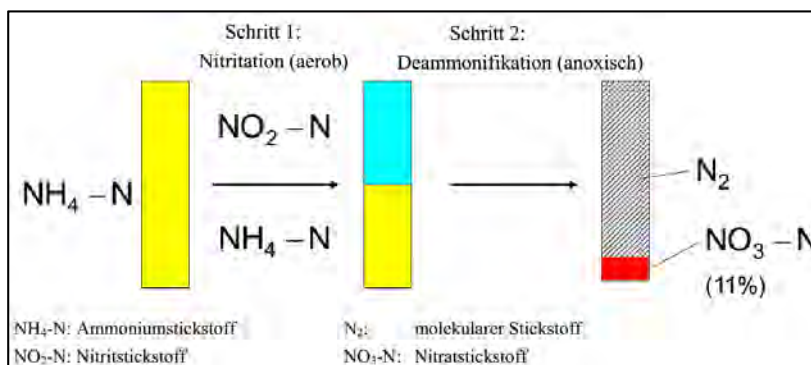 Schritt 1:
Nitritation (aerob)
Schritt 2:
Deammonifikation (anoxisch)
NH₄ – N
NO₂ – N
NH₄ – N
N₂
NO₃ – N
(11%)
NH₄-N: Ammoniumstickstoff
NO₂-N: Nitritstickstoff
N₂: molekularer Stickstoff
NO₃-N: Nitratstickstoff